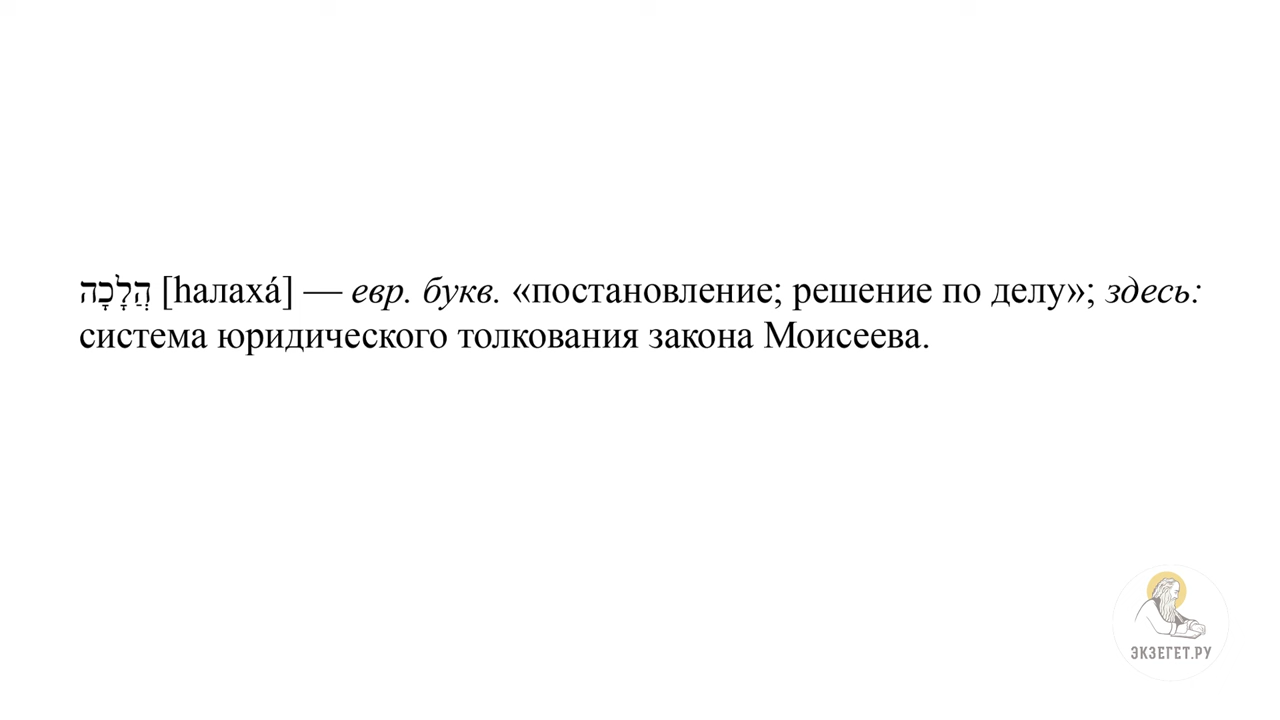 הֲלָכָה [hалахá] — евр. букв. «постановление; решение по делу»; здесь:
система юридического толкования закона Моисеева.
ЭКЗЕГЕТ.РУ